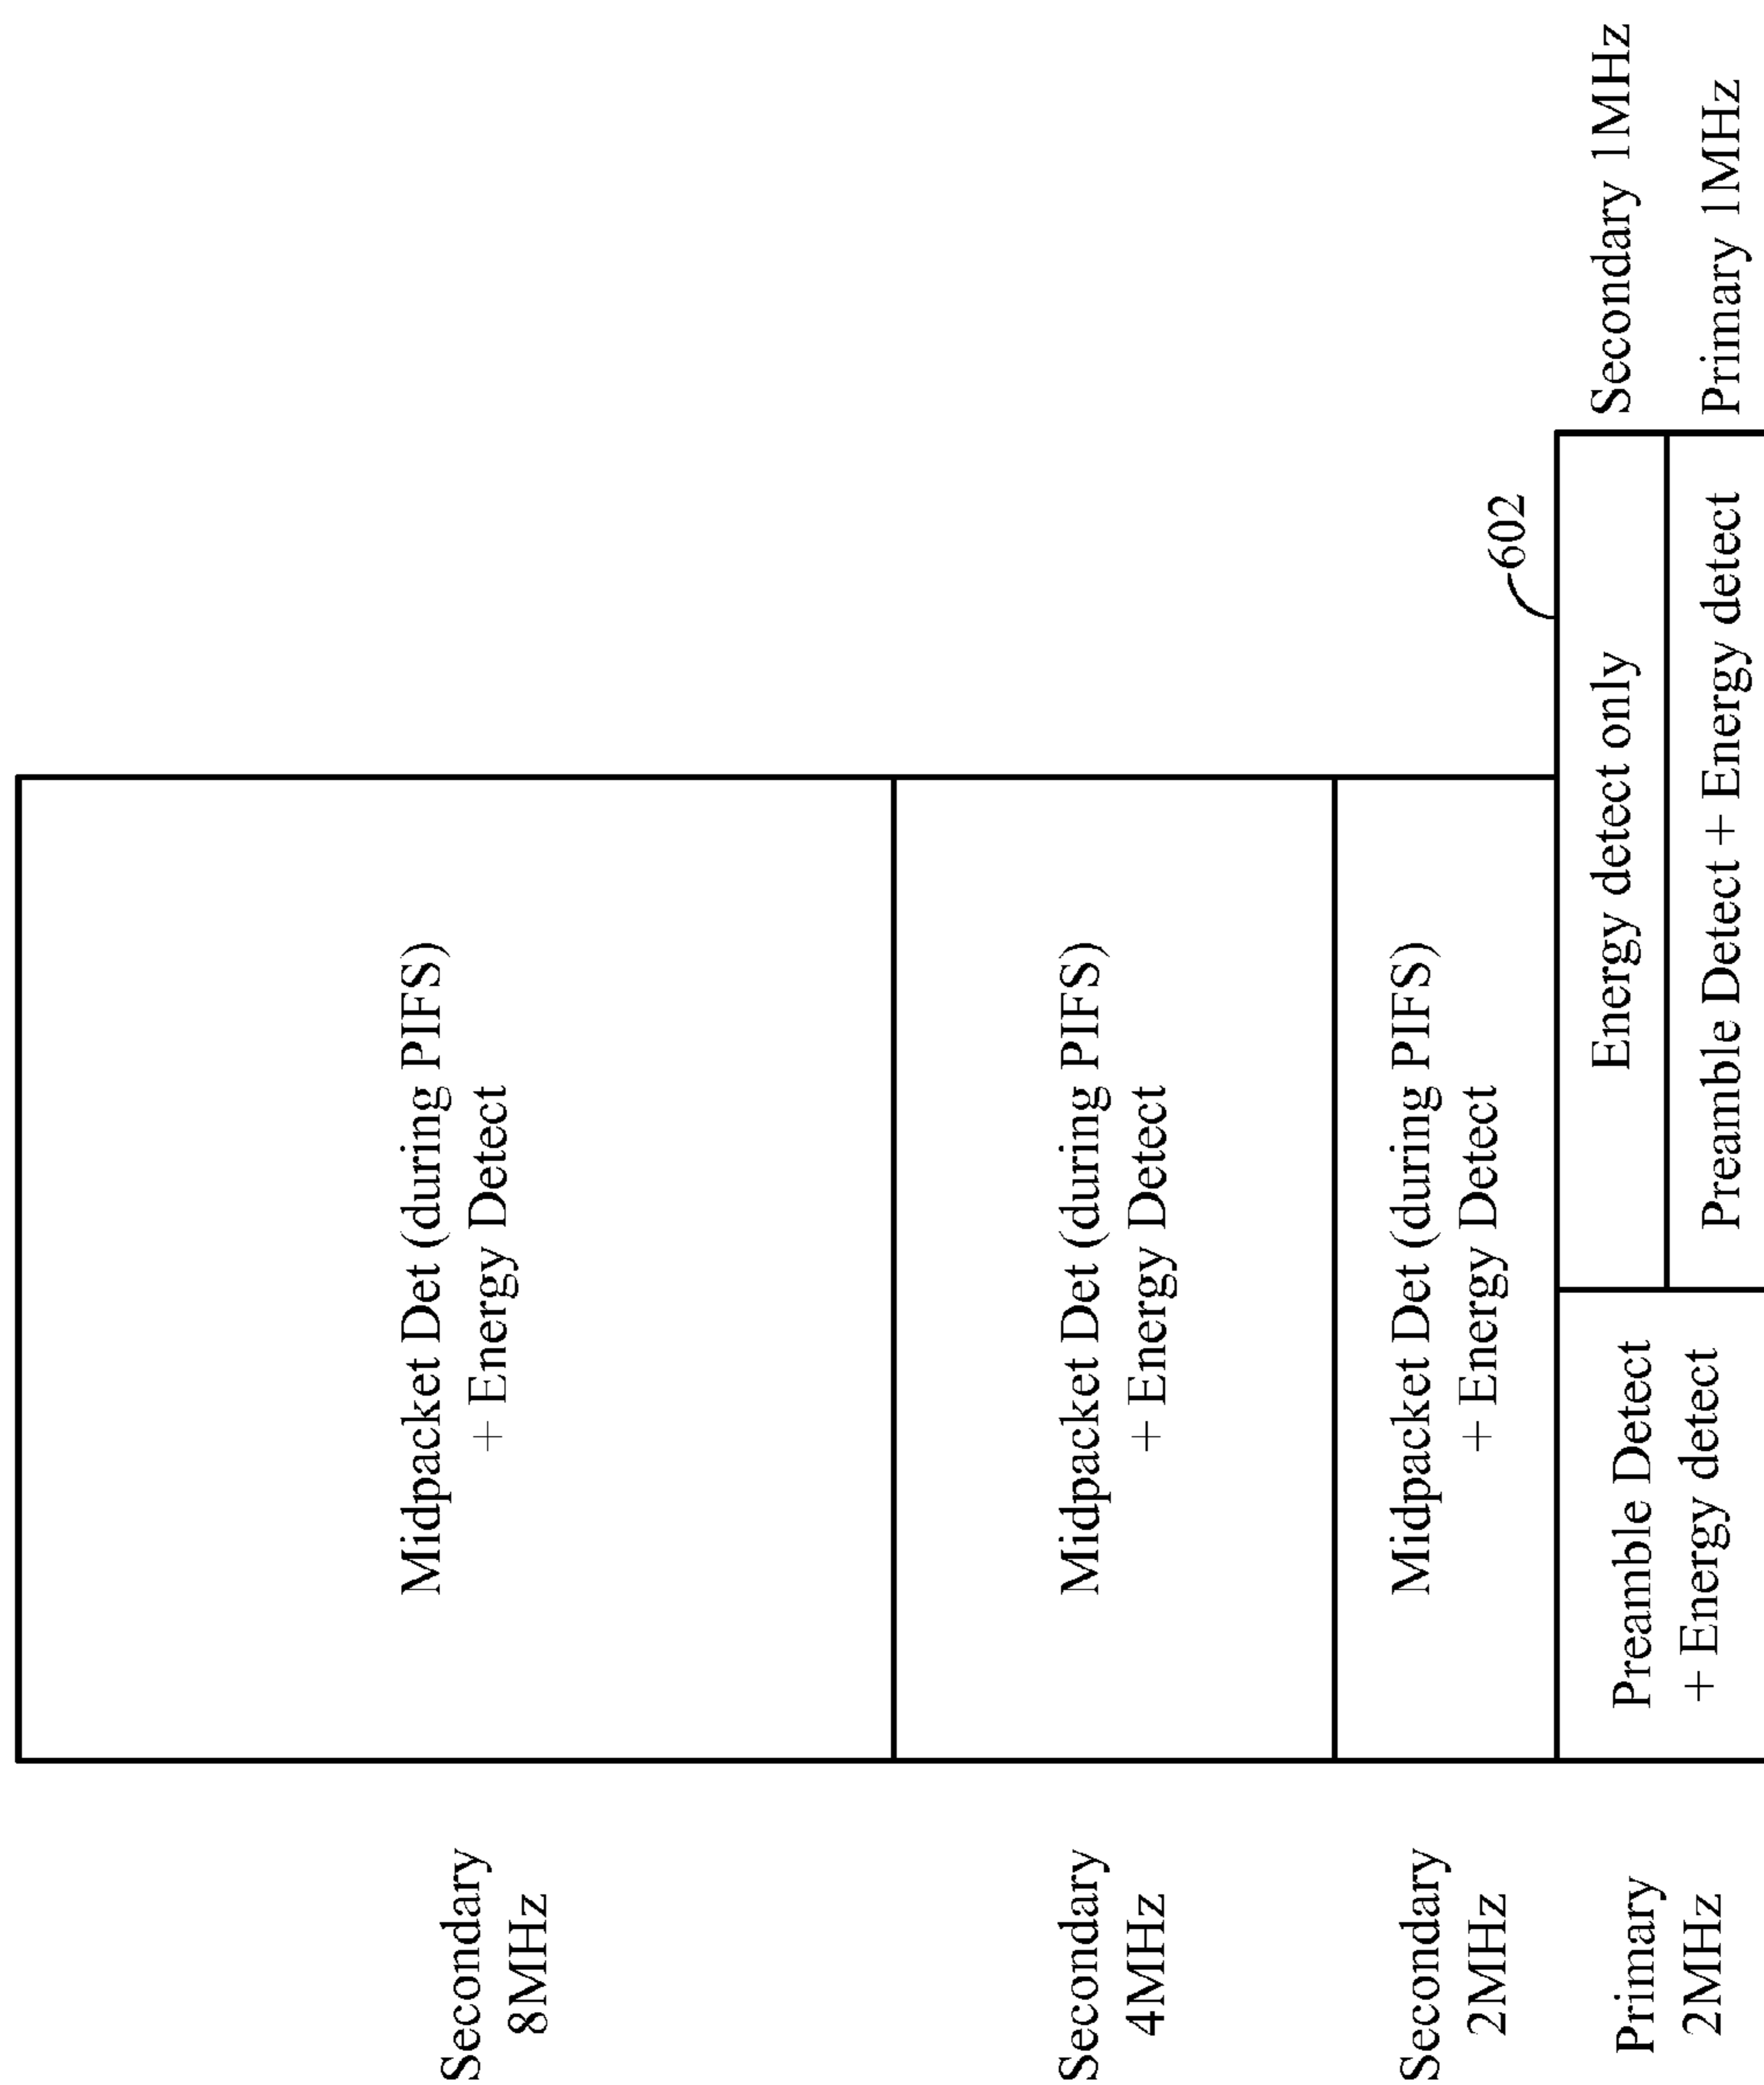 Secondary
8MHz
Midpacket Det (during PIFS)
+ Energy Detect
Secondary
4MHz
Midpacket Det (during PIFS)
+ Energy Detect
Secondary
2MHz
Midpacket Det (during PIFS)
+ Energy Detect
602
Primary
2MHz
Preamble Detect
+ Energy detect
Energy detect only
Secondary 1MHz
Preamble Detect + Energy detect
Primary 1MHz